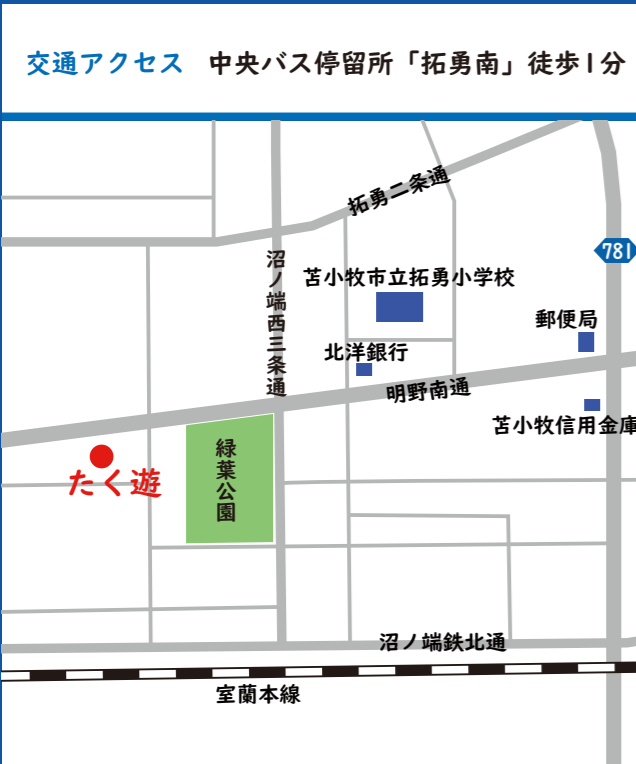 交通アクセス 中央バス停留所「拓勇南」徒歩1分
拓勇二条通
781
沼ノ端西三条通
苫小牧市立拓勇小学校
郵便局
北洋銀行
明野南通
苫小牧信用金庫
緑葉公園
たく遊
沼ノ端鉄北通
室蘭本線